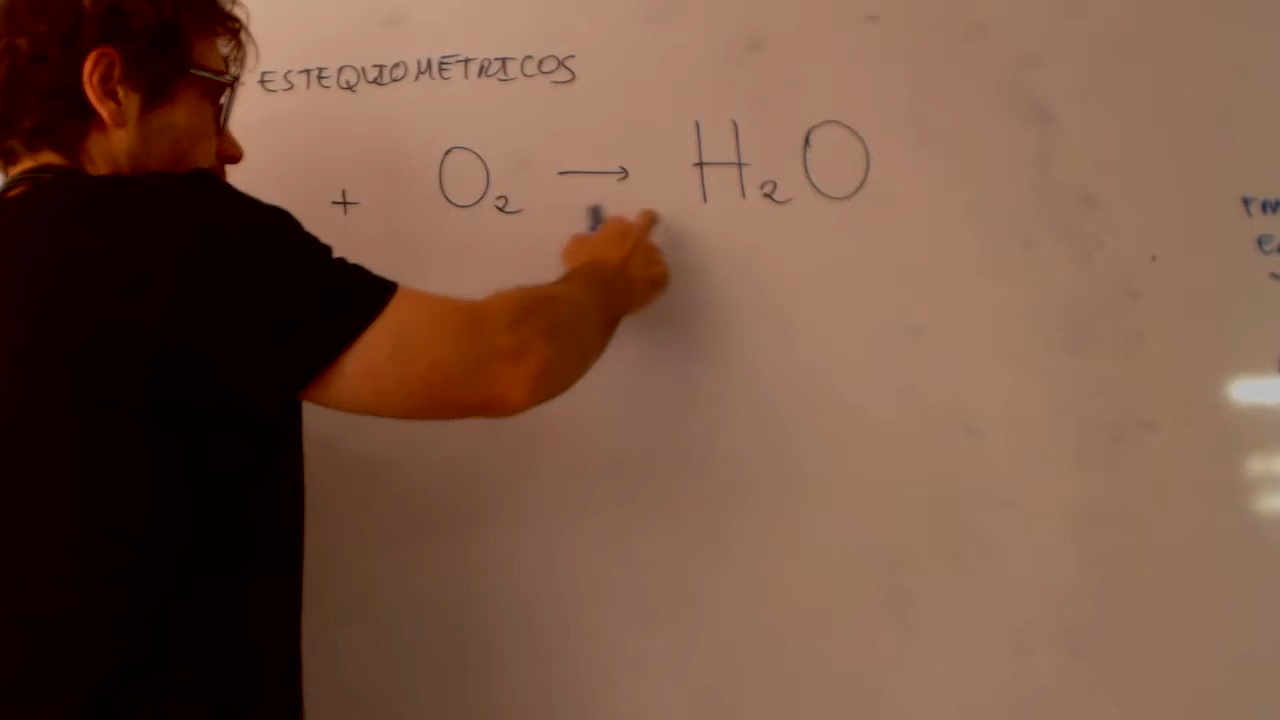 ESTEQUIOMETRICOS
+ O₂ → H₂O